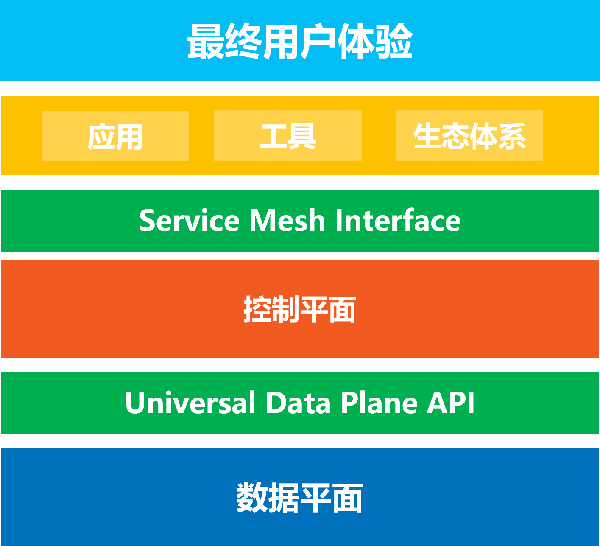 最终用户体验
应用 工具 生态体系
Service Mesh Interface
控制平面
Universal Data Plane API
数据平面